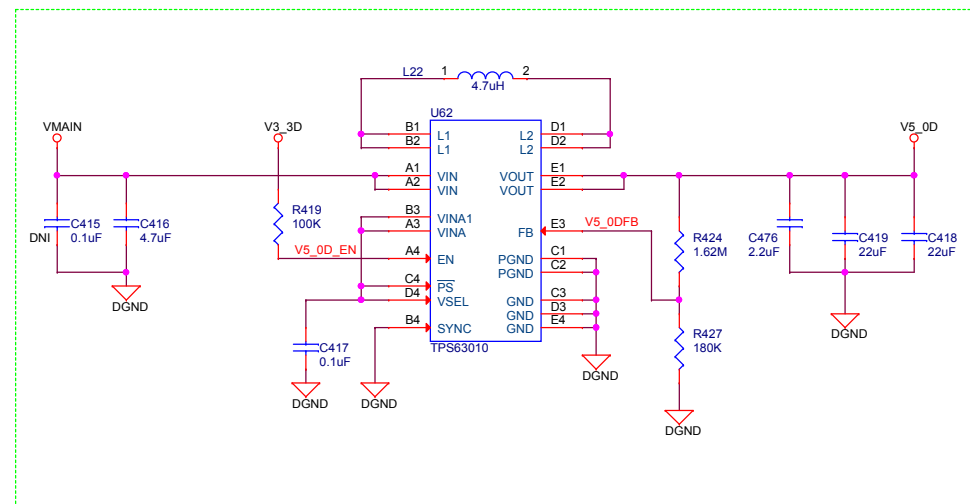 L22
1
2
4.7uH
U62
VMAIN
V3_3D
V5_0D
B1
L1
B2
L1
D1
L2
D2
L2
A1
VIN
A2
VIN
E1
VOUT
E2
VOUT
B3
VINA1
A3
VINA
E3
FB
V5_0DFB
R419
100K
V5_0D_EN
A4
EN
C1
PGND
C2
PGND
C4
PS
D4
VSEL
C3
GND
D3
GND
E4
GND
B4
SYNC
TPS63010
C415
0.1uF
DNI
C416
4.7uF
DGND
C417
0.1uF
DGND
DGND
DGND
R424
1.62M
R427
180K
DGND
C476
2.2uF
C419
22uF
C418
22uF
DGND